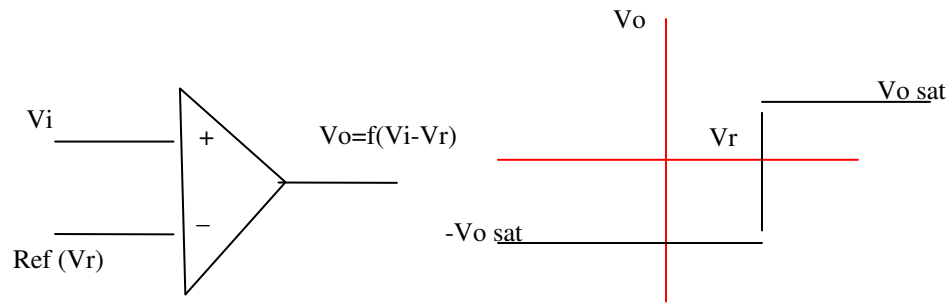 Vi
+
Vo=f(Vi-Vr)
−
Ref (Vr)
Vo
Vo sat
Vr
-Vo sat